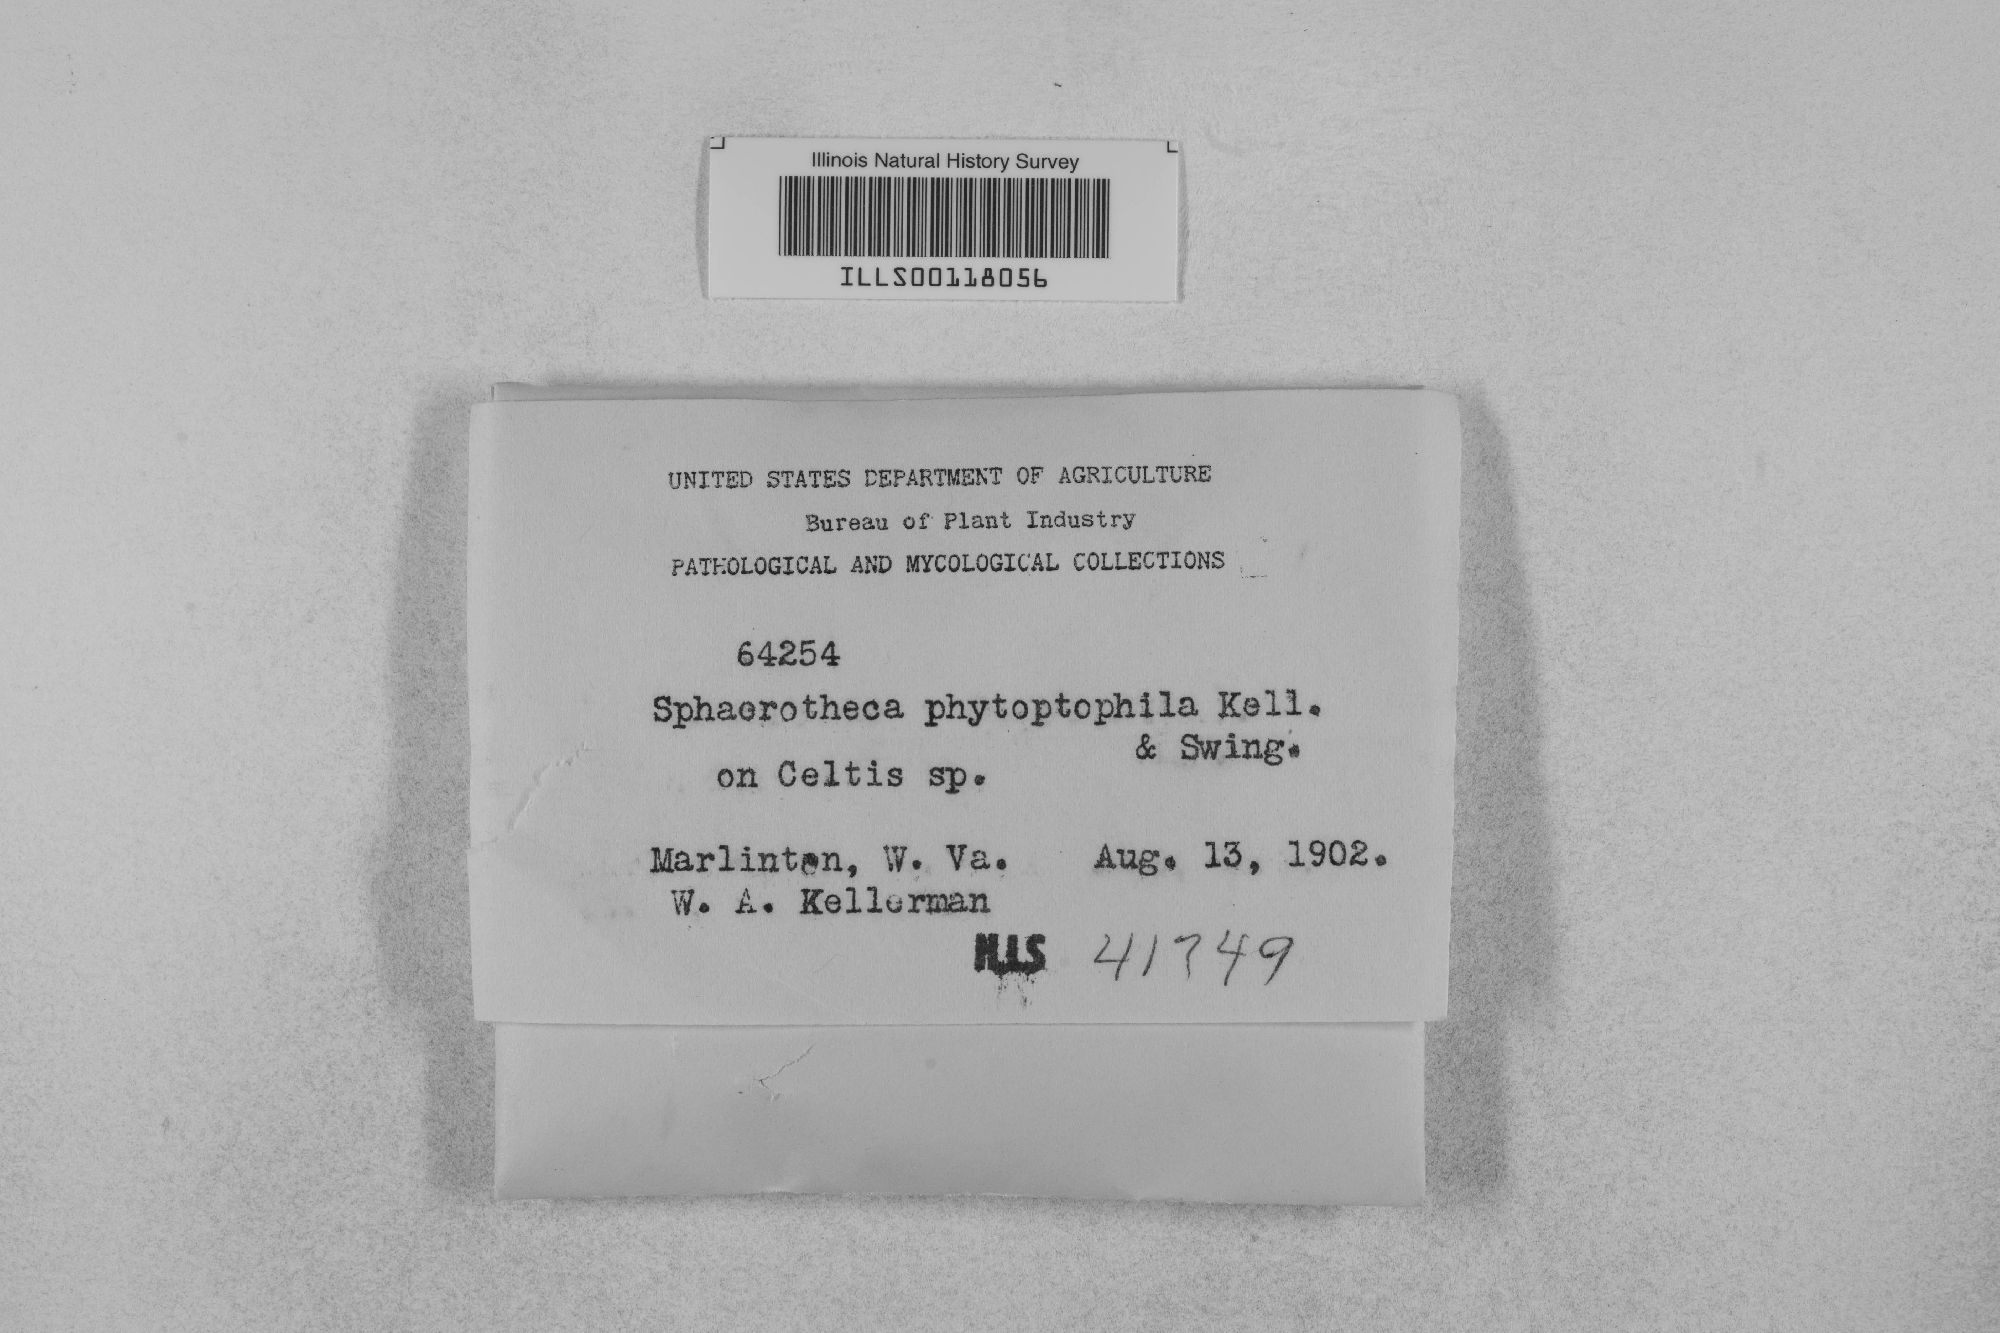 Illinois Natural History Survey
ILLS00118056
UNITED STATES DEPARTMENT OF AGRICULTURE
Bureau of Plant Industry
PATHOLOGICAL AND MYCOLOGICAL COLLECTIONS
64254
Sphaerotheca phytoptophila Kell.
& Swing.
on Celtis sp.
Marlinton, W. Va. Aug. 13, 1902.
W. A. Kellerman
41749